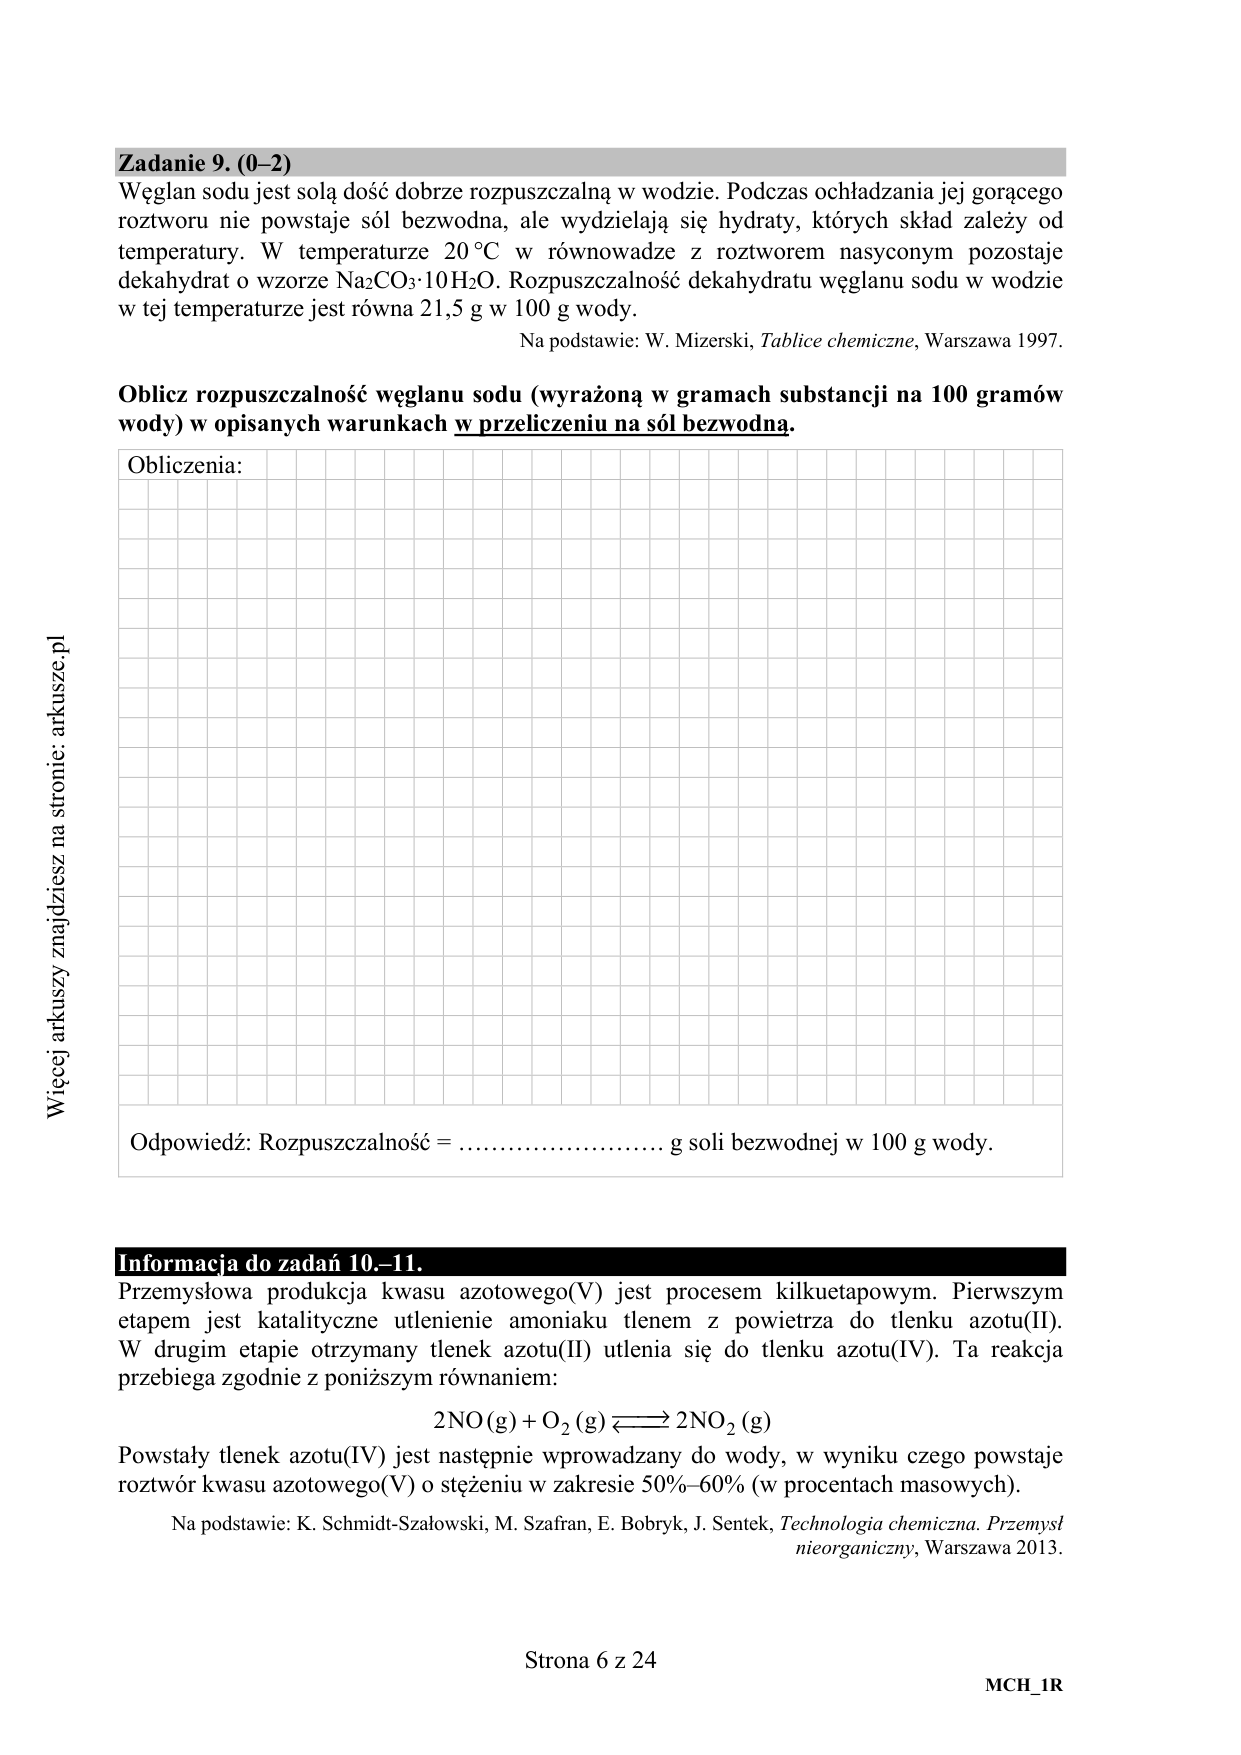 Zadanie 9. (0–2)
Węglan sodu jest solą dość dobrze rozpuszczalną w wodzie. Podczas ochładzania jej gorącego
roztworu nie powstaje sól bezwodna, ale wydzielają się hydraty, których skład zależy od
temperatury. W temperaturze 20 °C w równowadze z roztworem nasyconym pozostaje
dekahydrat o wzorze Na₂CO₃·10H₂O. Rozpuszczalność dekahydratu węglanu sodu w wodzie
w tej temperaturze jest równa 21,5 g w 100 g wody.
Na podstawie: W. Mizerski, Tablice chemiczne, Warszawa 1997.
Oblicz rozpuszczalność węglanu sodu (wyrażoną w gramach substancji na 100 gramów
wody) w opisanych warunkach w przeliczeniu na sól bezwodną.
Obliczenia:
Odpowiedź: Rozpuszczalność = ......................... g soli bezwodnej w 100 g wody.
Informacja do zadań 10.–11.
Przemysłowa produkcja kwasu azotowego(V) jest procesem kilkuetapowym. Pierwszym
etapem jest katalityczne utlenienie amoniaku tlenem z powietrza do tlenku azotu(II).
W drugim etapie otrzymany tlenek azotu(II) utlenia się do tlenku azotu(IV). Ta reakcja
przebiega zgodnie z poniższym równaniem:
2NO (g) + O₂ (g) ⇌ 2NO₂ (g)
Powstały tlenek azotu(IV) jest następnie wprowadzany do wody, w wyniku czego powstaje
roztwór kwasu azotowego(V) o stężeniu w zakresie 50%–60% (w procentach masowych).
Na podstawie: K. Schmidt-Szałowski, M. Szafran, E. Bobryk, J. Sentek, Technologia chemiczna. Przemysł
nieorganiczny, Warszawa 2013.
Strona 6 z 24
MCH_1R
Więcej arkuszy znajdziesz na stronie: arkusze.pl